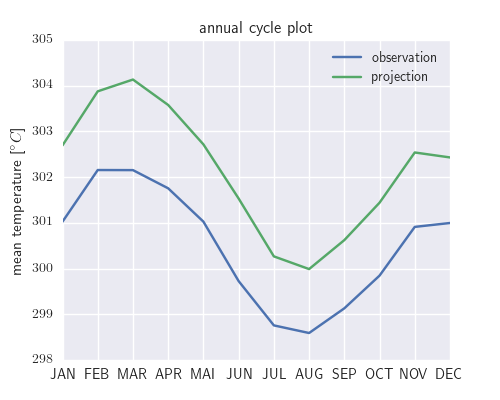 annual cycle plot
305
304
303
302
301
300
299
298
mean temperature [°C]
observation
projection
JAN FEB MAR APR MAI JUN JUL AUG SEP OCT NOV DEC